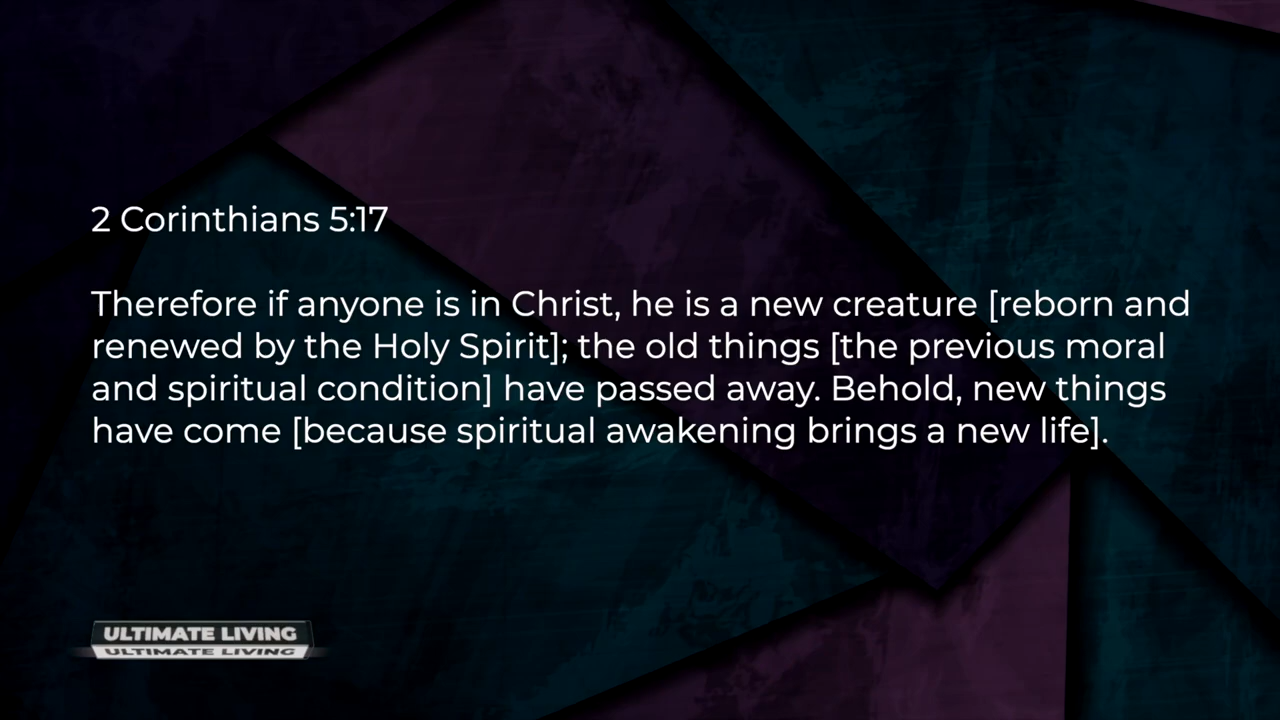 2 Corinthians 5:17
Therefore if anyone is in Christ, he is a new creature [reborn and
renewed by the Holy Spirit]; the old things [the previous moral
and spiritual condition] have passed away. Behold, new things
have come [because spiritual awakening brings a new life].
ULTIMATE LIVING
ULTIMATE LIVING